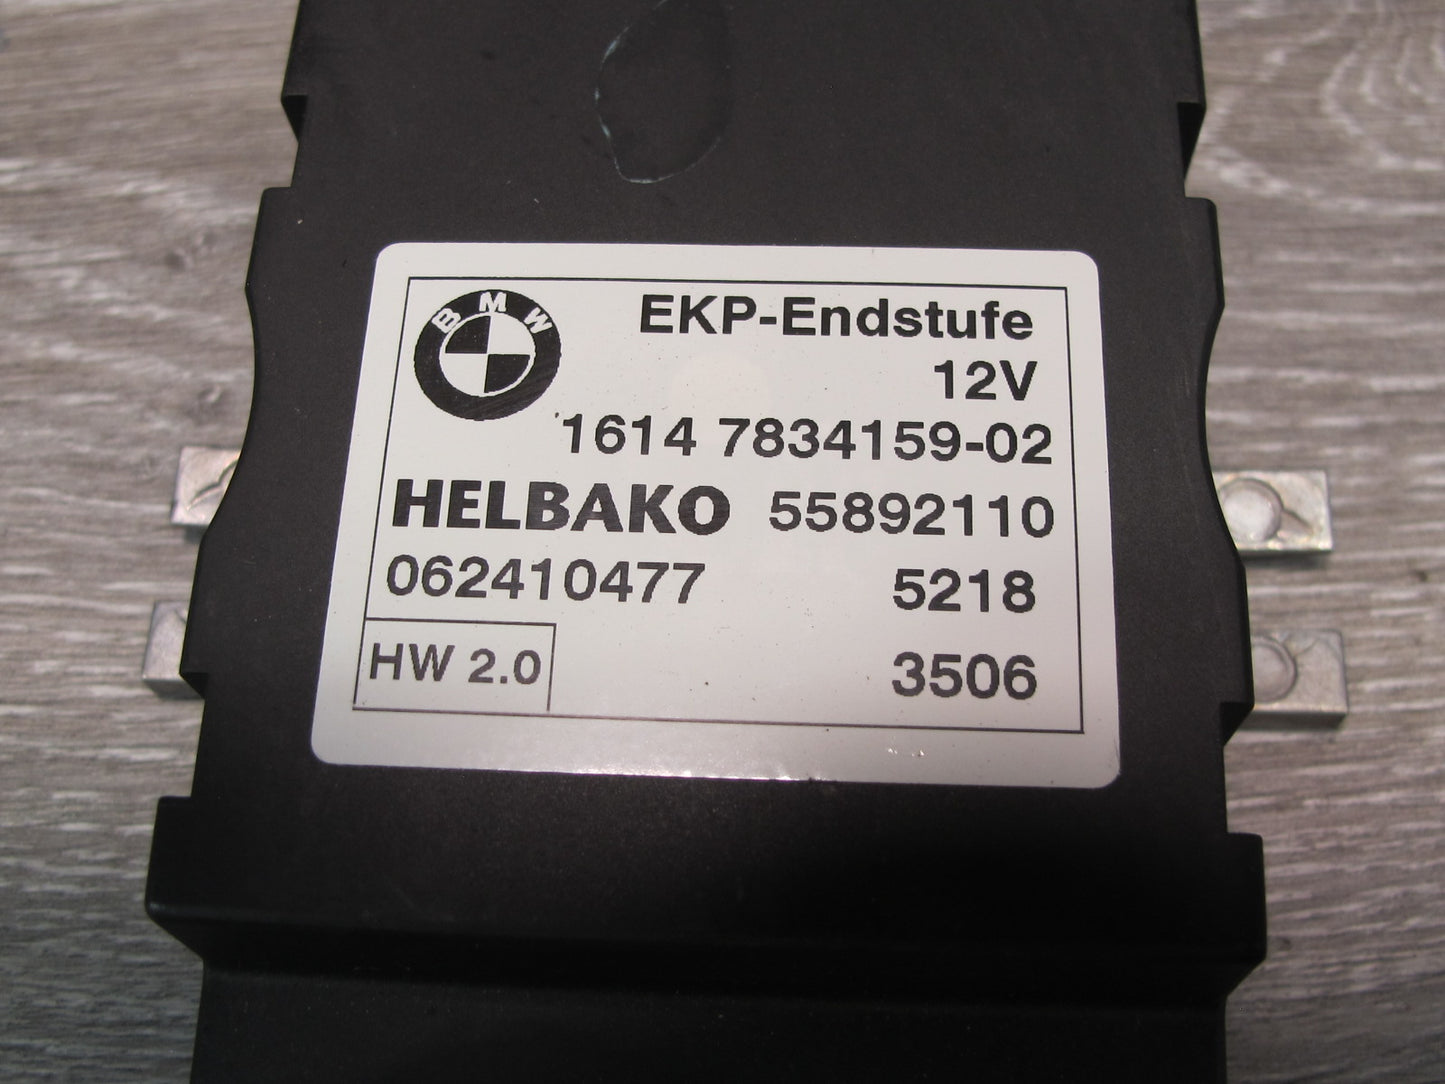 BMW
EKP-Endstufe
12V
1614 7834159-02
HELBAKO 55892110
062410477 5218
HW 2.0 3506